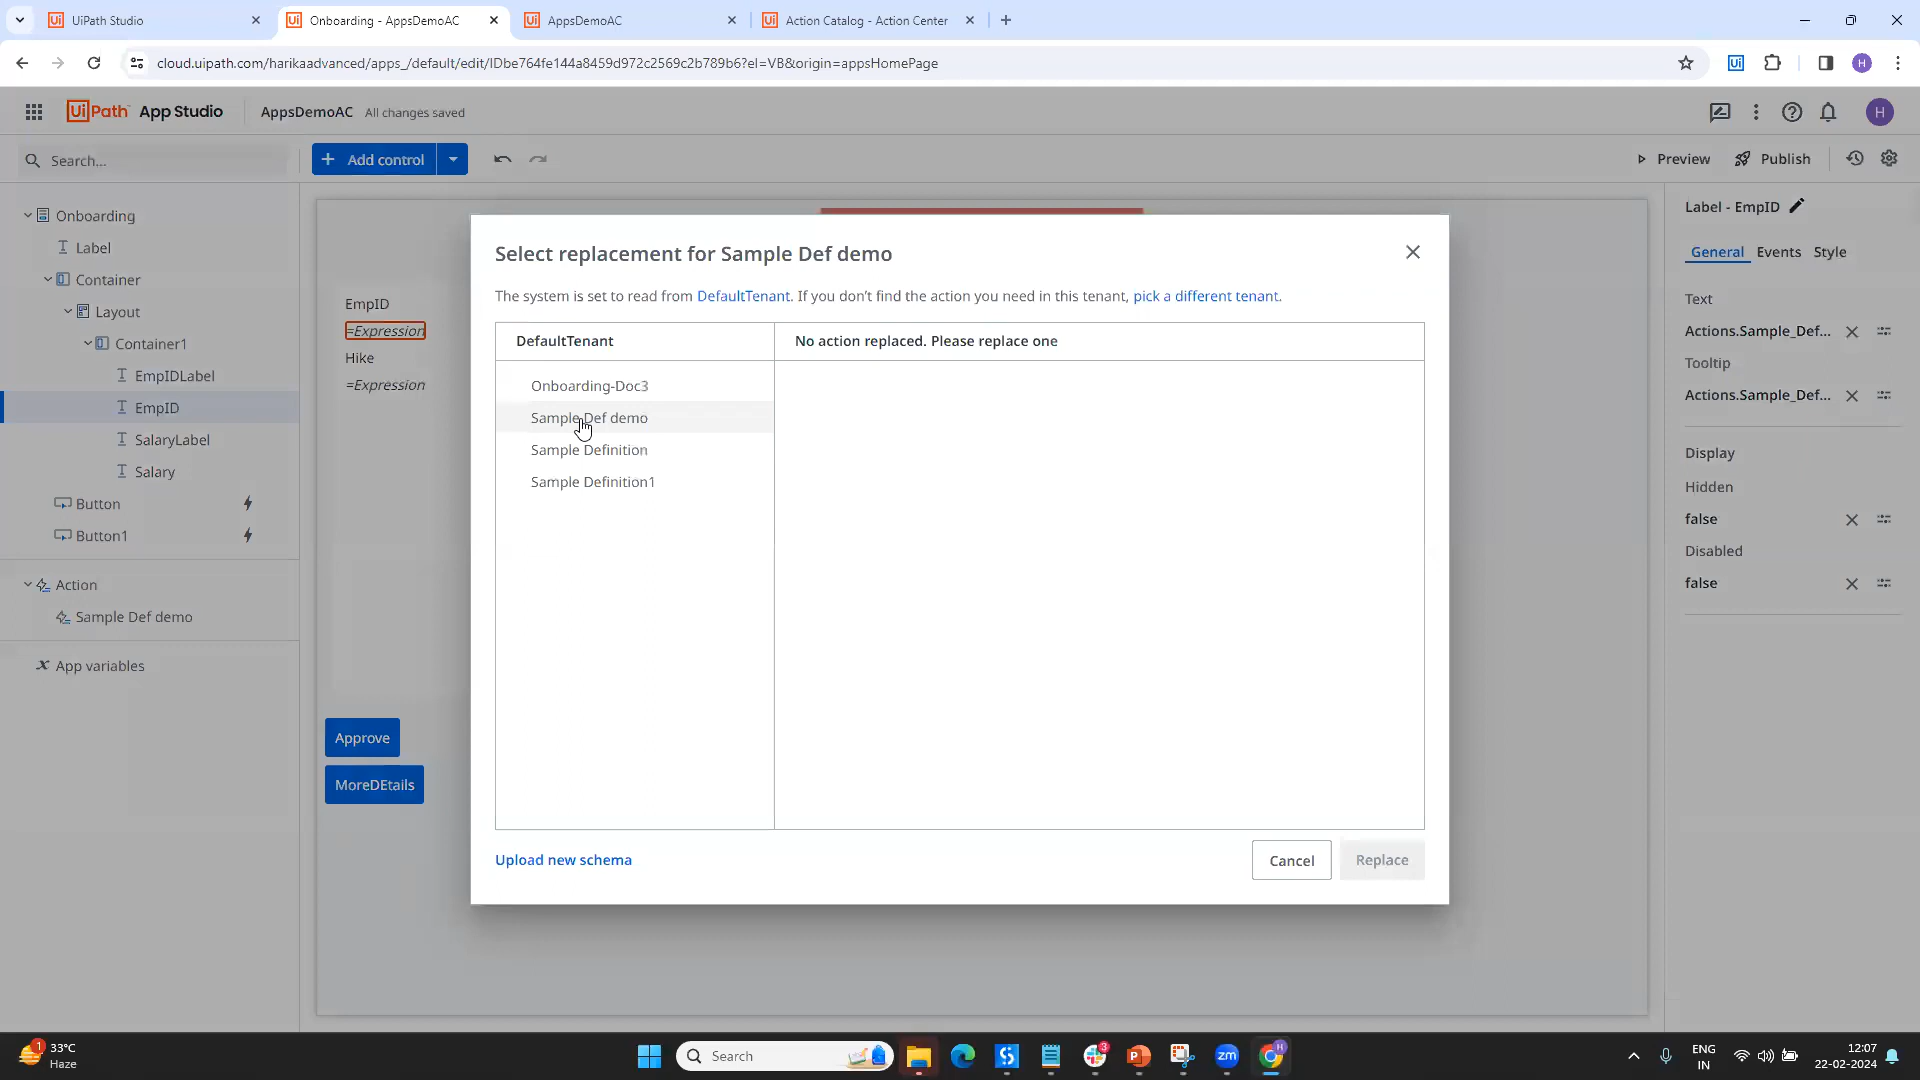 UiPath Studio
Onboarding - AppsDemoAC
AppsDemoAC
Action Catalog - Action Center
cloud.uipath.com/harikaadvanced/apps_/default/edit/IDbe764fe144a8459d972c2569c2b789b6?el=VB&origin=appsHomePage
Ui
H
UiPath App Studio
AppsDemoAC
All changes saved
H
Search...
Add control
Preview
Publish
Onboarding
Label
Container
Layout
Container1
EmpIDLabel
EmpID
SalaryLabel
Salary
Button
Button1
Action
Sample Def demo
App variables
EmpID
=Expression
Hike
=Expression
Approve
MoreDEtails
Select replacement for Sample Def demo
The system is set to read from DefaultTenant. If you don't find the action you need in this tenant, pick a different tenant.
DefaultTenant
No action replaced. Please replace one
Onboarding-Doc3
Sample Def demo
Sample Definition
Sample Definition1
Upload new schema
Cancel
Replace
Label - EmpID
General Events Style
Text
Actions.Sample_Def...
Tooltip
Actions.Sample_Def...
Display
Hidden
false
Disabled
false
1
33°C
Haze
Search
3
zm
H
ENG
IN
12:07
22-02-2024